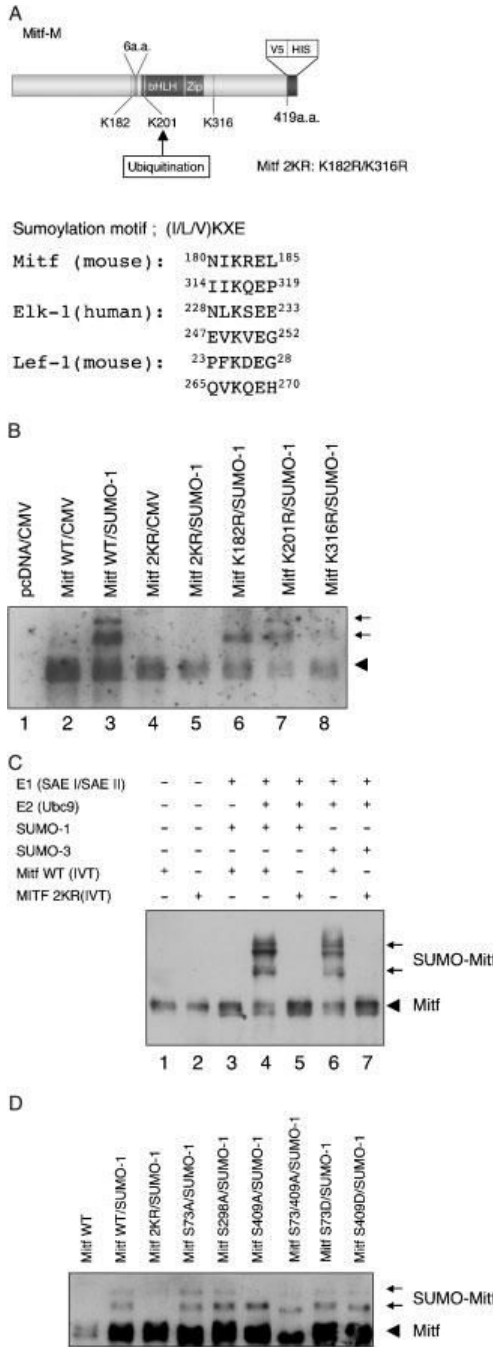 A
Mitf-M
6a.a.
V5 HIS
bHLH Zip
K182 K201 K316 419a.a.
Ubiquitination
Mitf 2KR: K182R/K316R
Sumoylation motif ; (I/L/V)KXE
Mitf (mouse): 180NIKREL185
314IIKQEP319
Elk-1(human): 228NLKSEE233
247EVKVEG252
Lef-1(mouse): 23PFKDEG28
265QVKQEH270
B
pcDNA/CMV
Mitf WT/CMV
Mitf WT/SUMO-1
Mitf 2KR/CMV
Mitf 2KR/SUMO-1
Mitf K182R/SUMO-1
Mitf K201R/SUMO-1
Mitf K316R/SUMO-1
1 2 3 4 5 6 7 8
C
E1 (SAE I/SAE II) – – + + + + +
E2 (Ubc9) – – – + + + +
SUMO-1 – – + + + – –
SUMO-3 – – – – – + +
Mitf WT (IVT) + – + + – + –
MITF 2KR(IVT) – + – – + – +
SUMO-Mitf
Mitf
1 2 3 4 5 6 7
D
Mitf WT
Mitf WT/SUMO-1
Mitf 2KR/SUMO-1
Mitf S73A/SUMO-1
Mitf S298A/SUMO-1
Mitf S409A/SUMO-1
Mitf S73/409A/SUMO-1
Mitf S73D/SUMO-1
Mitf S409D/SUMO-1
SUMO-Mitf
Mitf